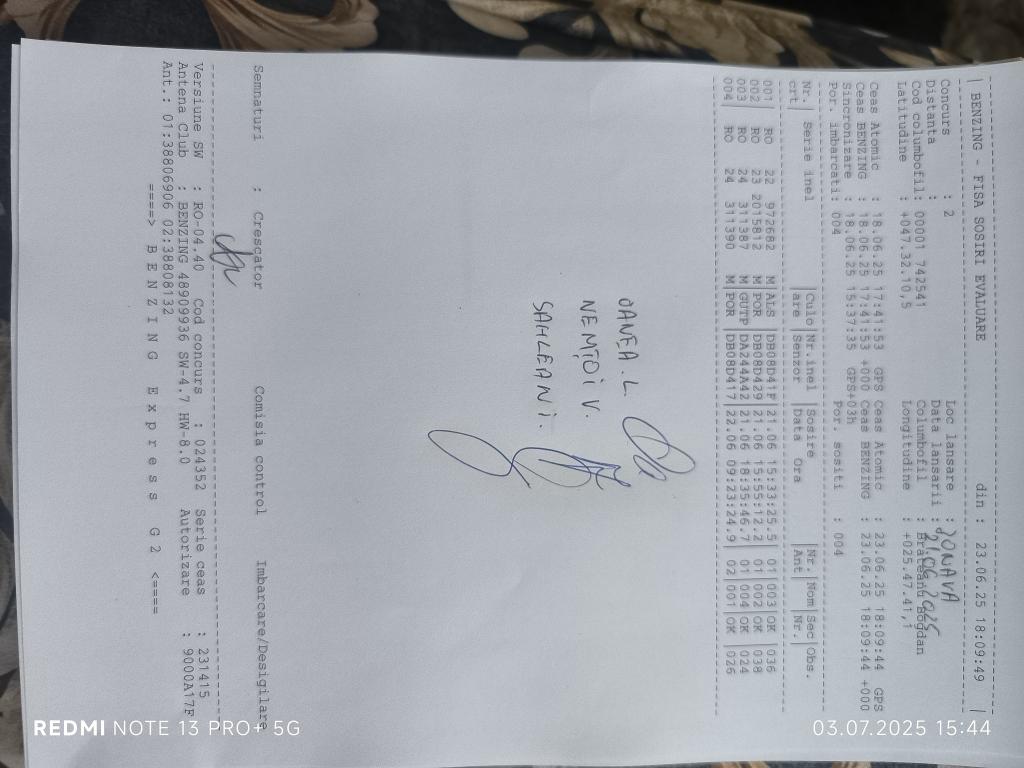 | BENZING - FISA SOSIRI EVALUARE din : 23.06.25 18:09:49 |
Concurs : 2 Loc lansare : JONAVA
Distanta : Data lansarii : 21.06.2025
Cod columbofil: 00001 742541 Columbofil : Brateanu Bogdan
Latitudine : +047.32.10,5 Longitudine : +025.47.41,1
Ceas Atomic : 18.06.25 17:41:53 GPS Ceas Atomic : 23.06.25 18:09:44 GPS
Ceas BENZING : 18.06.25 17:41:53 +000 Ceas BENZING : 23.06.25 18:09:44 +000
Sincronizare : 18.06.25 15:37:35 GPS+03h
Por. imbarcati: 004 Por. sositi : 004
Nr.| Serie inel |Culo|Nr.inel |Sosire |Nr.|Nom|Sec|Obs.
crt| |are |Senzor |Data Ora |Ant |Nr.|
001| RO 22 972682 M|ALS |DB08D41F|21.06 15:33:25.5| 01|003|OK |036
002| RO 23 2015812 M|POR |DB08D429|21.06 15:55:12.2| 01|002|OK |038
003| RO 24 311387 M|GUTP|DA244A42|21.06 18:35:46.7| 01|004|OK |024
004| RO 24 311390 M|POR |DB08D417|22.06 09:23:24.9| 02|001|OK |026
OANEA. L.
NEMȚOI V.
SAHLEANI.
Semnaturi : Crescator Comisia control Imbarcare/Desigilare
Versiune SW : RO-04.40 Cod concurs : 024352 Serie ceas : 231415
Antena Club : BENZING 48909936 SW-4.7 HW-8.0 Autorizare : 9000A17F
Ant.: 01:38806906 02:38808132
====> B E N Z I N G E x p r e s s G 2 <====
REDMI NOTE 13 PRO+ 5G
03.07.2025 15:44